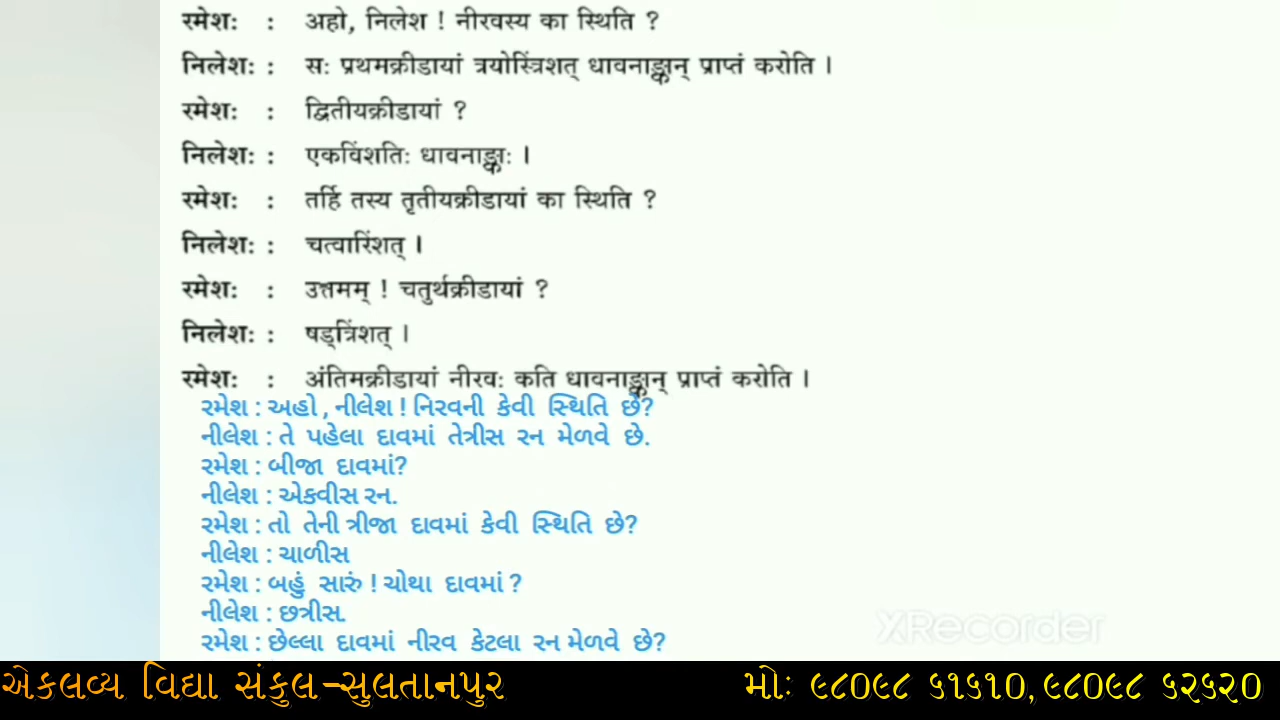 रमेशः : अहो, निलेश ! नीरवस्य का स्थिति ?
निलेशः : सः प्रथमक्रीडायां त्रयोस्त्रिंशत् धावनाङ्कान् प्राप्तं करोति ।
रमेशः : द्वितीयक्रीडायां ?
निलेशः : एकविंशतिः धावनाङ्काः ।
रमेशः : तर्हि तस्य तृतीयक्रीडायां का स्थिति ?
निलेशः : चत्वारिंशत् ।
रमेशः : उत्तमम् ! चतुर्थक्रीडायां ?
निलेशः : षड्त्रिंशत् ।
रमेशः : अंतिमक्रीडायां नीरवः कति धावनाङ्कान् प्राप्तं करोति ।
રમેશ : અહો , નીલેશ ! નિરવની કેવી સ્થિતિ છે?
નીલેશ : તે પહેલા દાવમાં તેત્રીસ રન મેળવે છે.
રમેશ : બીજા દાવમાં?
નીલેશ : એકવીસ રન.
રમેશ : તો તેની ત્રીજા દાવમાં કેવી સ્થિતિ છે?
નીલેશ : ચાળીસ
રમેશ : બહું સારું ! ચોથા દાવમાં ?
નીલેશ : છત્રીસ.
રમેશ : છેલ્લા દાવમાં નીરવ કેટલા રન મેળવે છે?
XRecorder
એકલવ્ય વિદ્યા સંકુલ-સુલતાનપુર મોઃ ૯૮૦૯૮ ૬૧૬૧૦, ૯૮૦૯૮ ૬૨૬૨૦